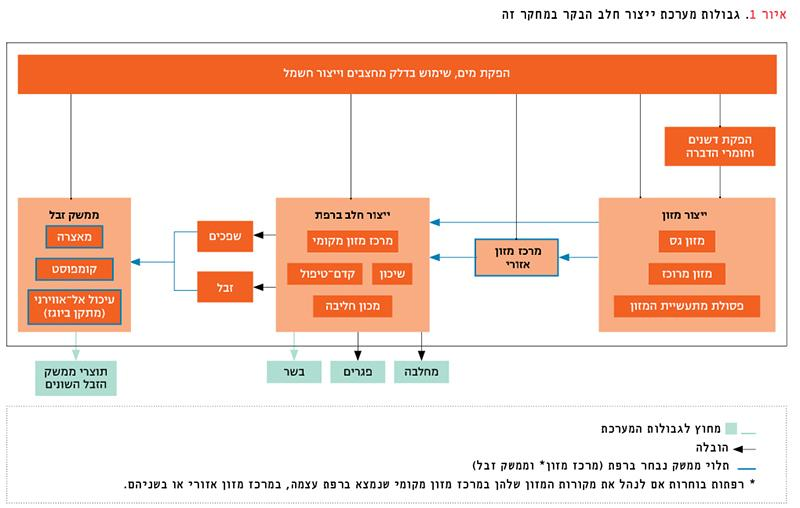 איור 1. גבולות מערכת ייצור חלב הבקר במחקר זה
הפקת מים, שימוש בדלק מחצבים וייצור חשמל
הפקת דשנים
וחומרי הדברה
ייצור מזון
מזון גס
מזון מרוכז
פסולת מתעשיית המזון
מרכז מזון
אזורי
ייצור חלב ברפת
מרכז מזון מקומי
שיכון
קדם-טיפול
מכון חליבה
שפכים
זבל
ממשק זבל
מאצרה
קומפוסט
עיכול אל-אווירני
(מתקן ביוגז)
מחלבה
פגרים
בשר
תוצרי ממשק
הזבל השונים
מחוץ לגבולות המערכת
הובלה
תלוי ממשק נבחר ברפת (מרכז מזון* וממשק זבל)
* רפתות בוחרות אם לנהל את מקורות המזון שלהן במרכז מזון מקומי שנמצא ברפת עצמה, במרכז מזון אזורי או בשניהם.